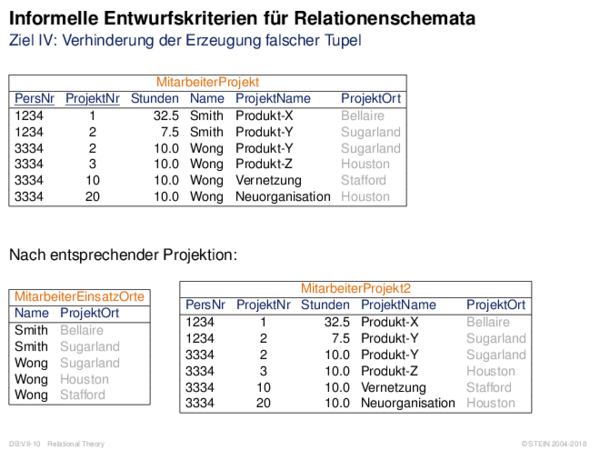 Informelle Entwurfskriterien für Relationenschemata
Ziel IV: Verhinderung der Erzeugung falscher Tupel
MitarbeiterProjekt
PersNr ProjektNr Stunden Name ProjektName ProjektOrt
1234 1 32.5 Smith Produkt-X Bellaire
1234 2 7.5 Smith Produkt-Y Sugarland
3334 2 10.0 Wong Produkt-Y Sugarland
3334 3 10.0 Wong Produkt-Z Houston
3334 10 10.0 Wong Vernetzung Stafford
3334 20 10.0 Wong Neuorganisation Houston
Nach entsprechender Projektion:
MitarbeiterEinsatzOrte
Name ProjektOrt
Smith Bellaire
Smith Sugarland
Wong Sugarland
Wong Houston
Wong Stafford
MitarbeiterProjekt2
PersNr ProjektNr Stunden ProjektName ProjektOrt
1234 1 32.5 Produkt-X Bellaire
1234 2 7.5 Produkt-Y Sugarland
3334 2 10.0 Produkt-Y Sugarland
3334 3 10.0 Produkt-Z Houston
3334 10 10.0 Vernetzung Stafford
3334 20 10.0 Neuorganisation Houston
DB:VII-10 Relational Theory
© STEIN 2004-2018